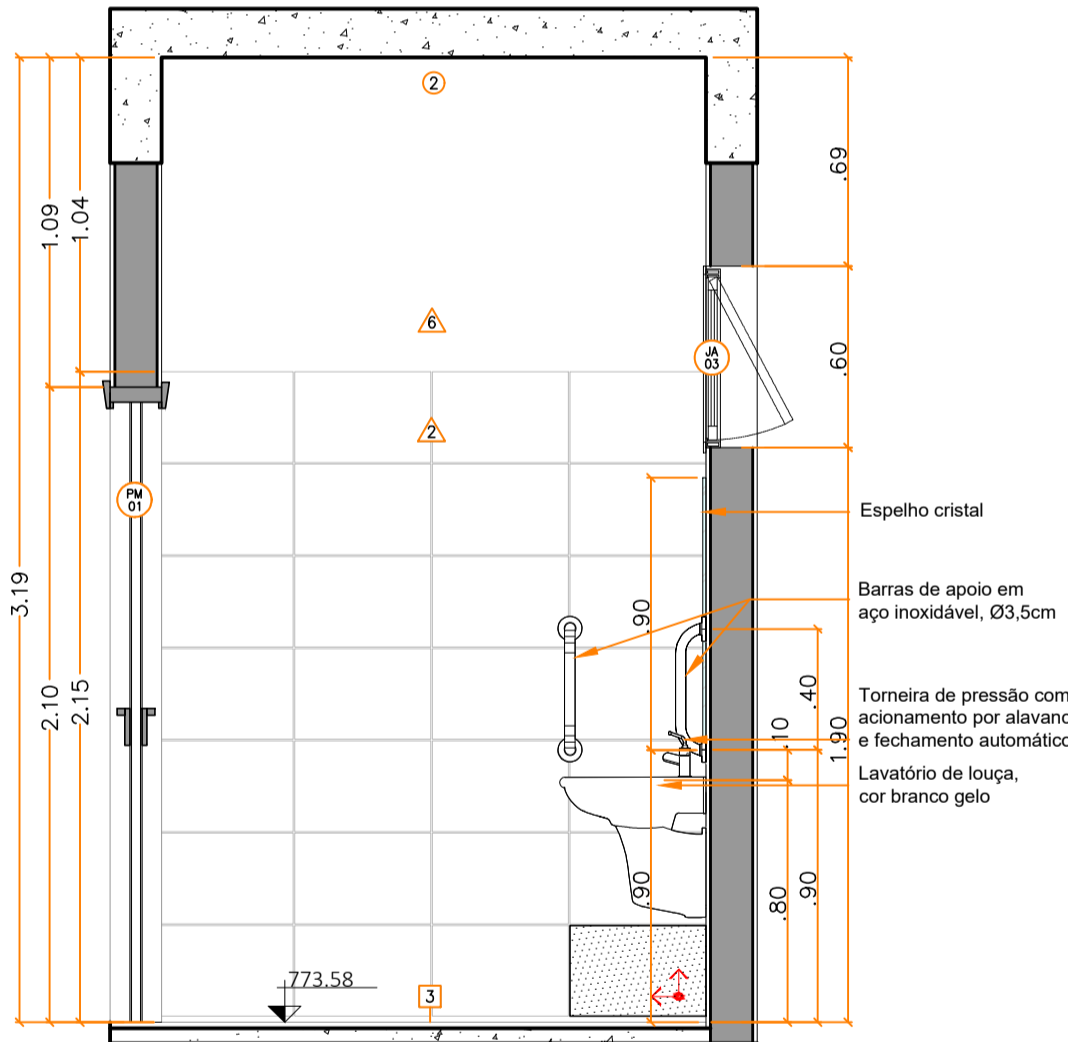 2
.69
1.09
1.04
6
JA
03
.60
2
PM
01
Espelho cristal
3.19
.90
Barras de apoio em
aço inoxidável, Ø3,5cm
2.10
2.15
.40
Torneira de pressão com
acionamento por alavanc
e fechamento automático
.10
1.90
Lavatório de louça,
cor branco gelo
.90
.80
.90
773.58
3